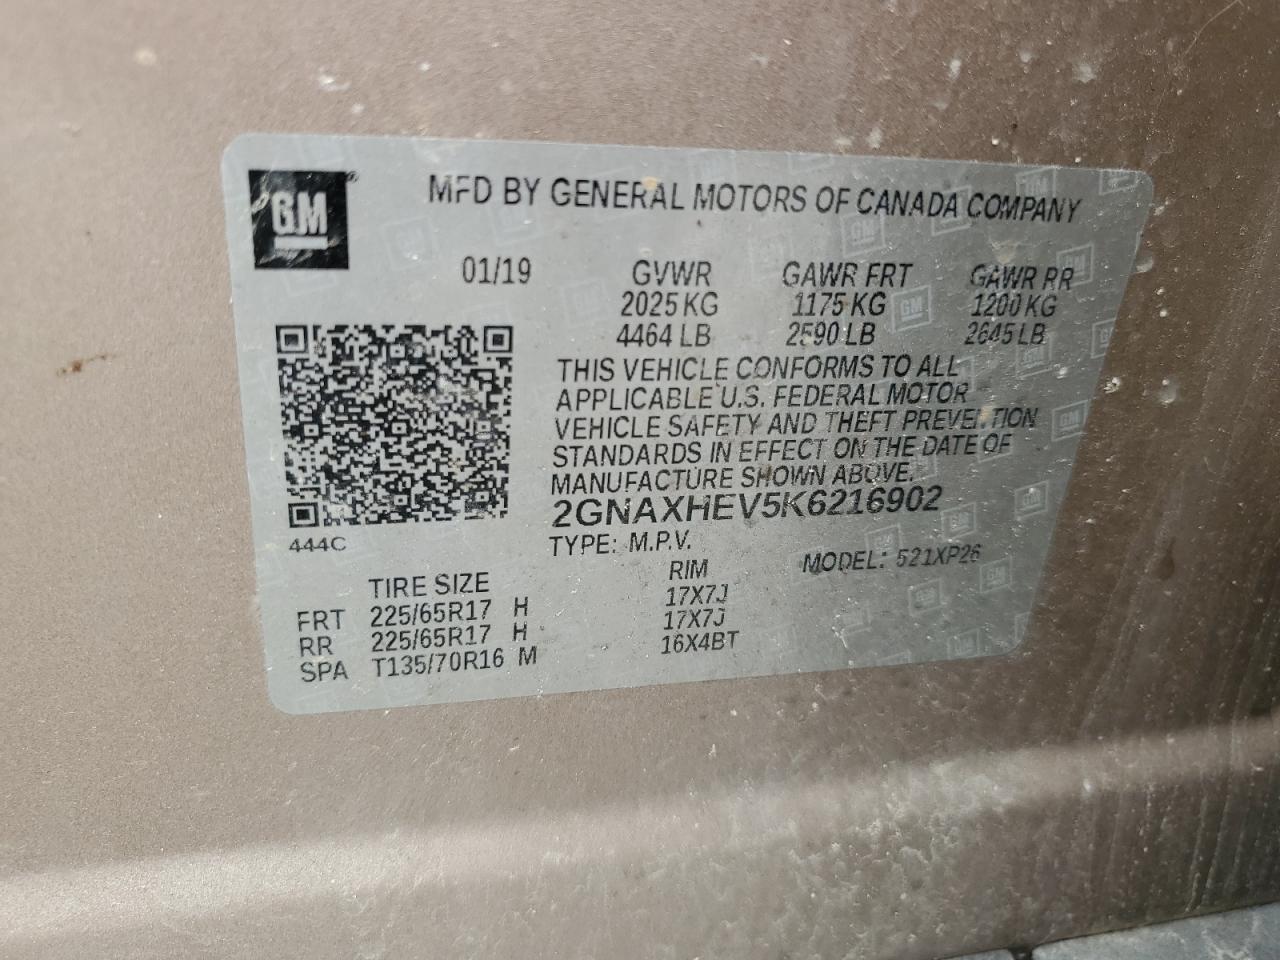 GM
MFD BY GENERAL MOTORS OF CANADA COMPANY
01/19 GVWR GAWR FRT GAWR RR
2025 KG 1175 KG 1200 KG
4464 LB 2590 LB 2645 LB
THIS VEHICLE CONFORMS TO ALL
APPLICABLE U.S. FEDERAL MOTOR
VEHICLE SAFETY AND THEFT PREVENTION
STANDARDS IN EFFECT ON THE DATE OF
MANUFACTURE SHOWN ABOVE.
2GNAXHEV5K6216902
444C
TYPE: M.P.V. MODEL: 521XP26
TIRE SIZE RIM
FRT 225/65R17 H 17X7J
RR 225/65R17 H 17X7J
SPA T135/70R16 M 16X4BT